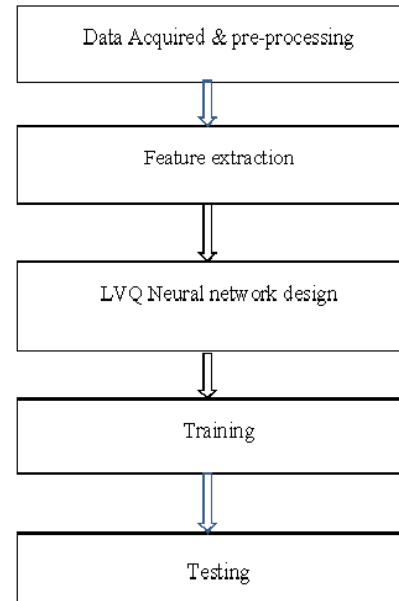 Data Acquired & pre-processing
Feature extraction
LVQ Neural network design
Training
Testing